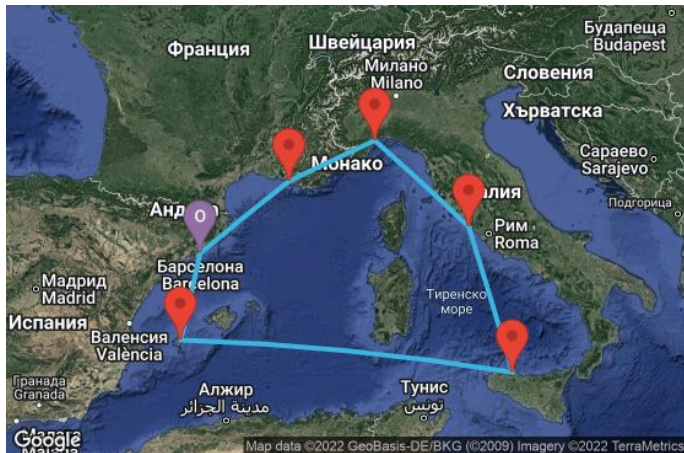 Будапеща
Budapest
Франция
Швейцария
Милано
Milano
Словения
Хърватска
Монако
Сараево
Sarajevo
Андо
О
алия
Подгорица
Рим
Roma
Барселона
Barcelona
Мадрид
Madrid
Тиренско
море
Испания
Валенсия
València
Гранада
Granada
Алжир
مدينة الجزائر
Тунис
تونس
Google
Map data ©2022 GeoBasis-DE/BKG (©2009) Imagery ©2022 TerraMetrics